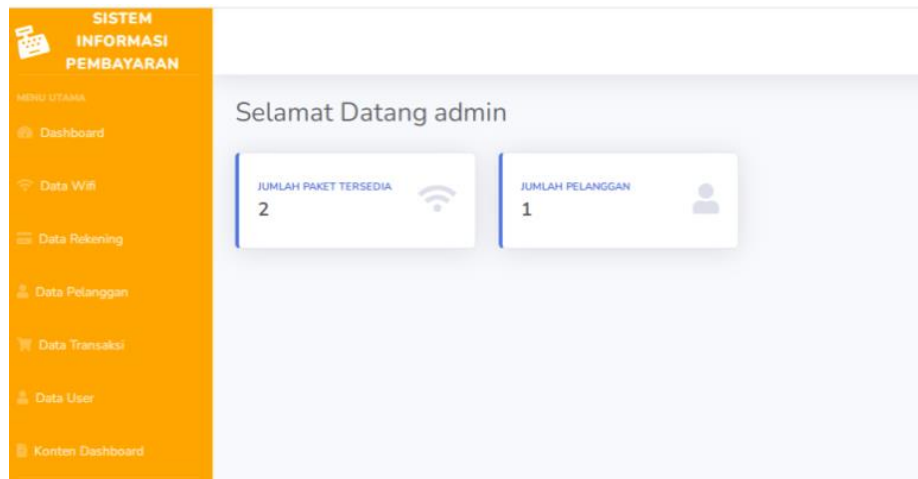 SISTEM
INFORMASI
PEMBAYARAN
MENU UTAMA
Dashboard
Data Wifi
Data Rekening
Data Pelanggan
Data Transaksi
Data User
Konten Dashboard
Selamat Datang admin
JUMLAH PAKET TERSEDIA
2
JUMLAH PELANGGAN
1